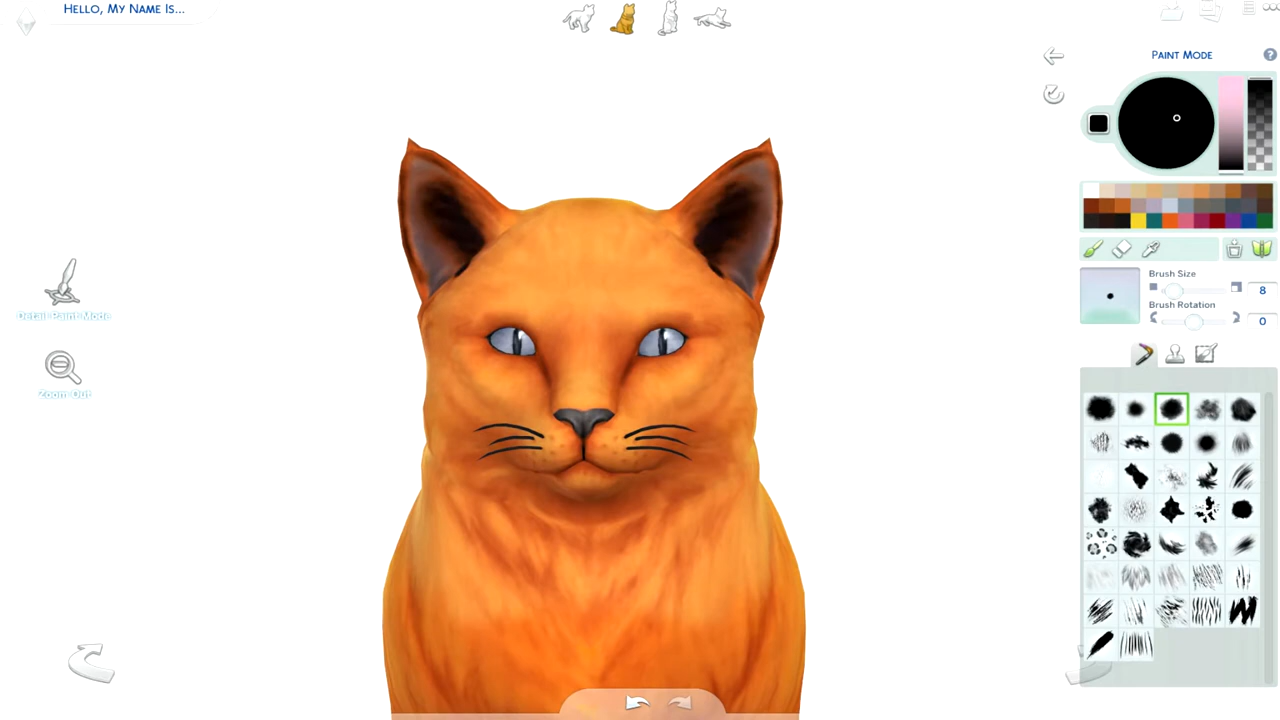 Hello, My Name Is...
Paint Mode
?
Brush Size
8
Brush Rotation
0
Detail Paint Mode
Zoom Out